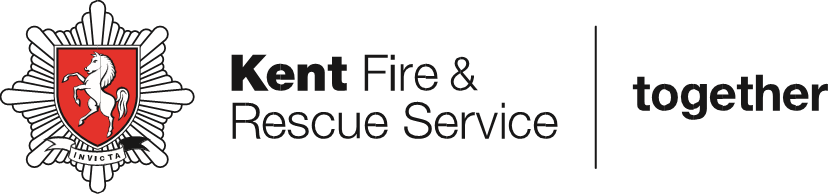 INVICTA
Kent Fire &
Rescue Service
together